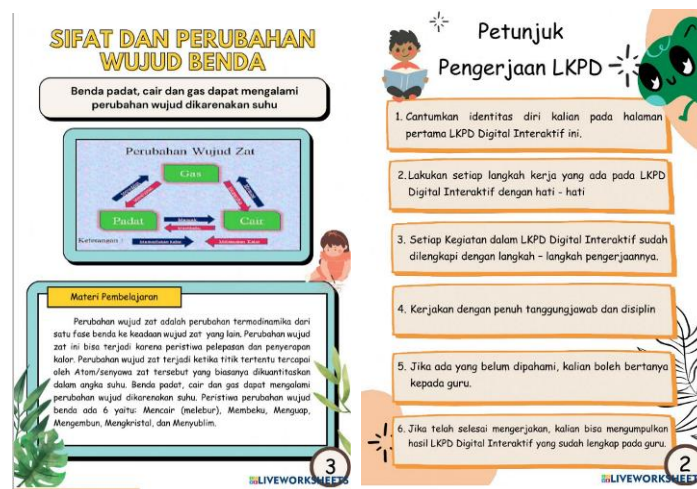 SIFAT DAN PERUBAHAN
WUJUD BENDA
Benda padat, cair dan gas dapat mengalami
perubahan wujud dikarenakan suhu
Perubahan Wujud Zat
Gas
Padat
Cair
Keterangan :
Materi Pembelajaran
Perubahan wujud zat adalah perubahan termodinamika dari
satu fase benda ke keadaan wujud zat yang lain. Perubahan wujud
zat ini bisa terjadi karena peristiwa pelepasan dan penyerapan
kalor. Perubahan wujud zat terjadi ketika titik tertentu tercapai
oleh Atom/senyawa zat tersebut yang biasanya dikuantitaskan
dalam angka suhu. Benda padat, cair dan gas dapat mengalami
perubahan wujud dikarenakan suhu. Peristiwa perubahan wujud
benda ada 6 yaitu: Mencair (melebur), Membeku, Menguap,
Mengembun, Mengkristal, dan Menyublim.
3
LIVEWORKSHEETS
Petunjuk
Pengerjaan LKPD
1. Cantumkan identitas diri kalian pada halaman
pertama LKPD Digital Interaktif ini.
2.Lakukan setiap langkah kerja yang ada pada LKPD
Digital Interaktif dengan hati - hati
3. Setiap Kegiatan dalam LKPD Digital Interaktif sudah
dilengkapi dengan langkah – langkah pengerjaannya.
4. Kerjakan dengan penuh tanggungjawab dan disiplin
5. Jika ada yang belum dipahami, kalian boleh bertanya
kepada guru.
6. Jika telah selesai mengerjakan, kalian bisa mengumpulkan
hasil LKPD Digital Interaktif yang sudah lengkap pada guru.
2
LIVEWORKSHEETS